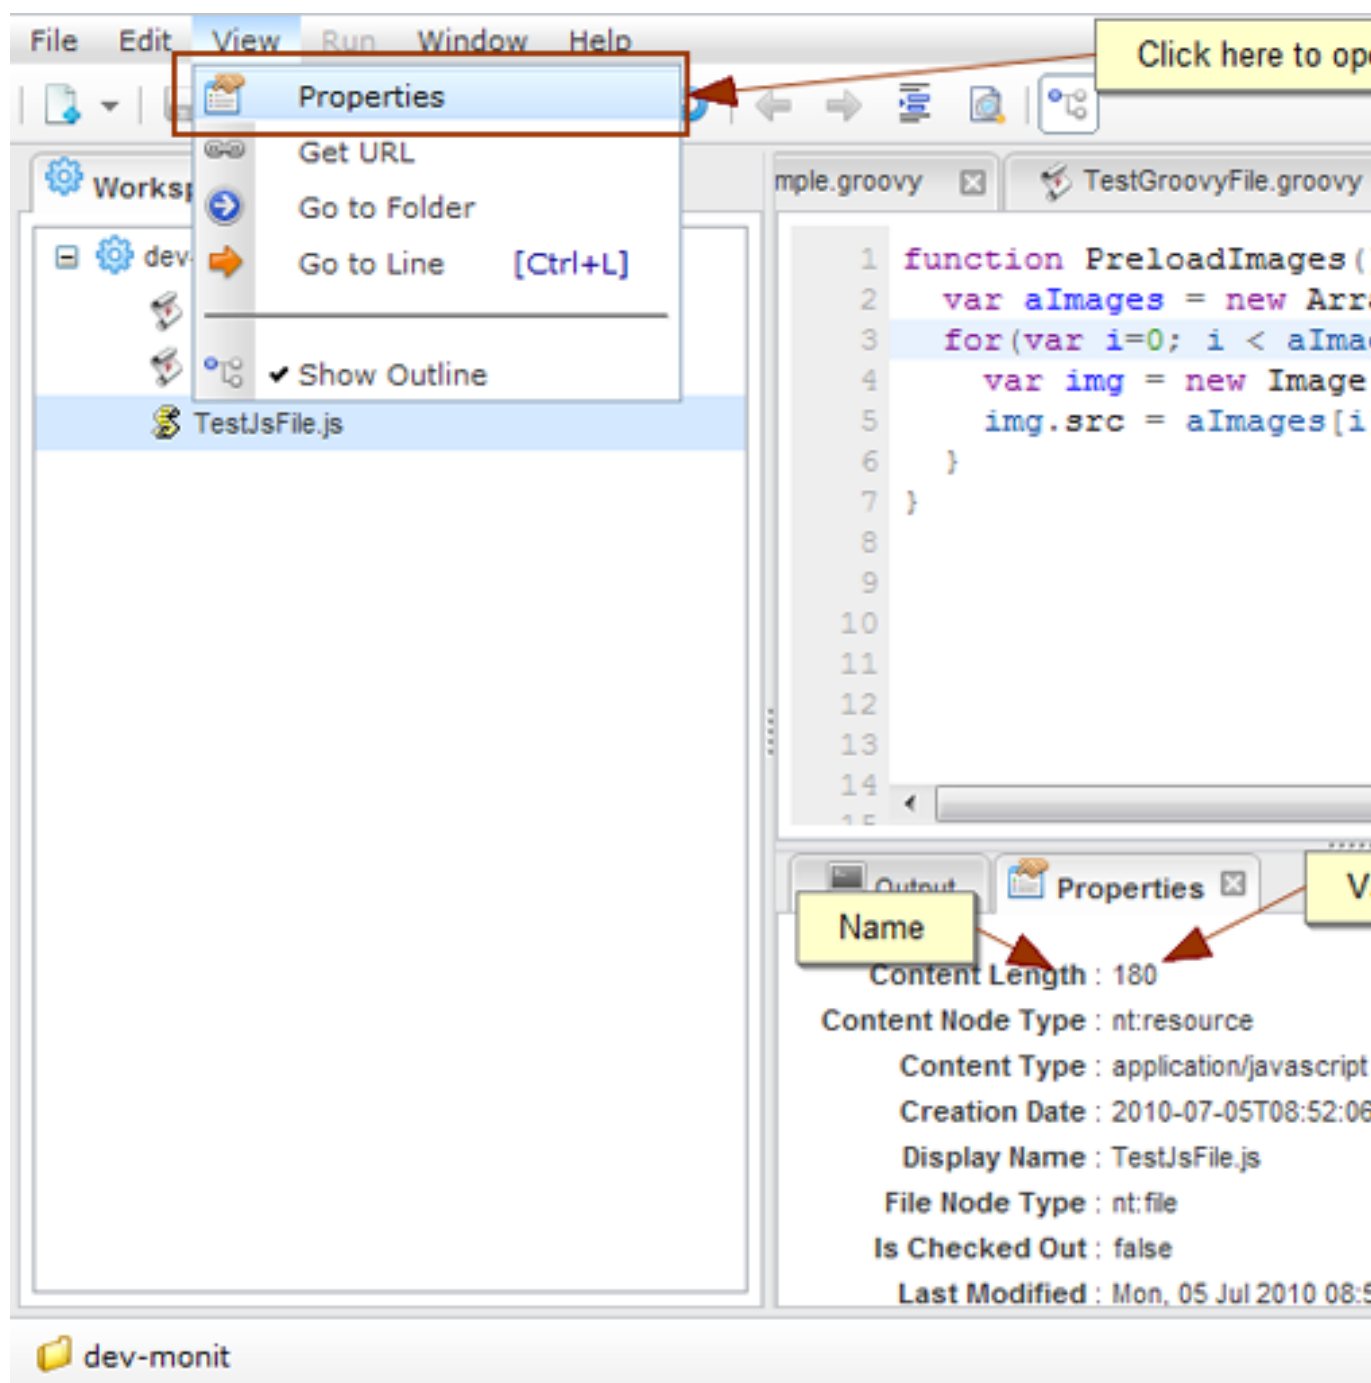 File Edit View Run Window Help
Click here to ope
Properties
Get URL
Go to Folder
Go to Line [Ctrl+L]
✔ Show Outline
dev-
TestJsFile.js
mple.groovy
TestGroovyFile.groovy
1 function PreloadImages(
2 var aImages = new Arra
3 for(var i=0; i < aImag
4 var img = new Image
5 img.src = aImages[i
6 }
7 }
8
9
10
11
12
13
14
15
Output
Properties
Name
Content Length : 180
Content Node Type : nt:resource
Content Type : application/javascript
Creation Date : 2010-07-05T08:52:06
Display Name : TestJsFile.js
File Node Type : nt:file
Is Checked Out : false
Last Modified : Mon, 05 Jul 2010 08:5
dev-monit